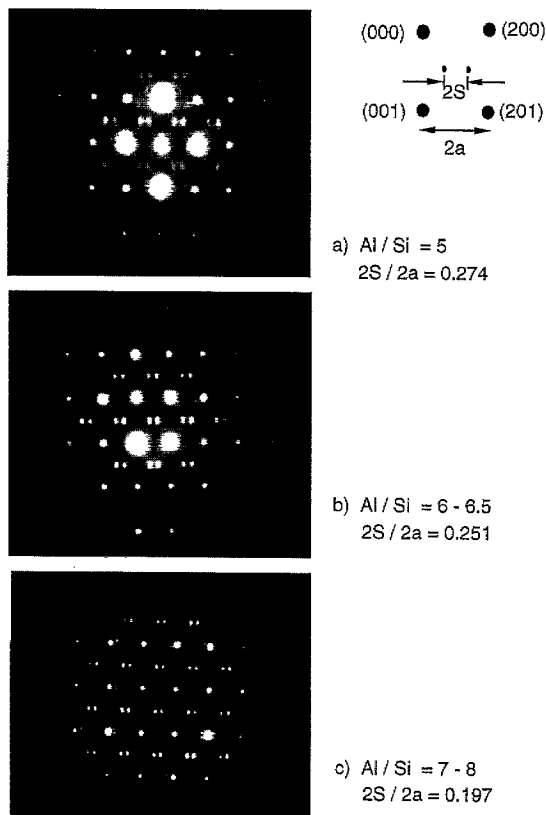 (000) (200)
2S
(001) (201)
2a
a) Al / Si = 5
2S / 2a = 0.274
b) Al / Si = 6 - 6.5
2S / 2a = 0.251
c) Al / Si = 7 - 8
2S / 2a = 0.197